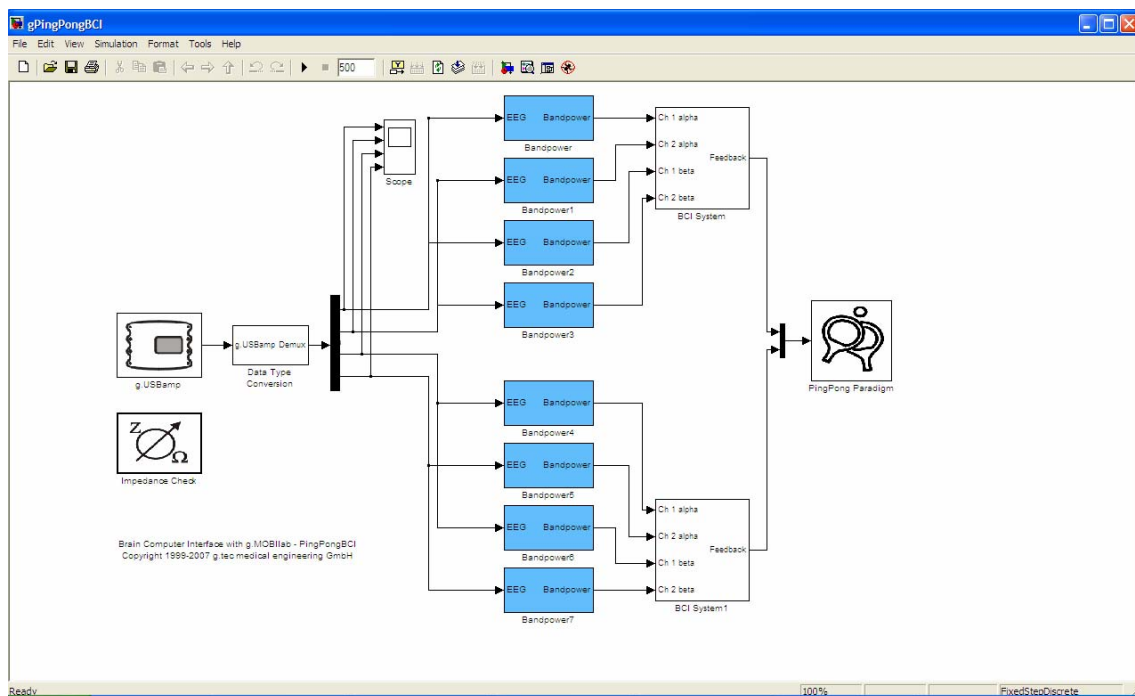 gPingPongBCI
File Edit View Simulation Format Tools Help
500
EEG Bandpower
Bandpower
EEG Bandpower
Bandpower1
EEG Bandpower
Bandpower2
EEG Bandpower
Bandpower3
Scope
Ch 1 alpha
Ch 2 alpha
Feedback
Ch 1 beta
Ch 2 beta
BCI System
g.USBamp
g.USBamp Demux
Data Type
Conversion
PingPong Paradigm
Z
Ω
Impedance Check
EEG Bandpower
Bandpower4
EEG Bandpower
Bandpower5
EEG Bandpower
Bandpower6
EEG Bandpower
Bandpower7
Ch 1 alpha
Ch 2 alpha
Feedback
Ch 1 beta
Ch 2 beta
BCI System1
Brain Computer Interface with g.MOBIlab - PingPongBCI
Copyright 1999-2007 g.tec medical engineering GmbH
Ready
100%
FixedStepDiscrete